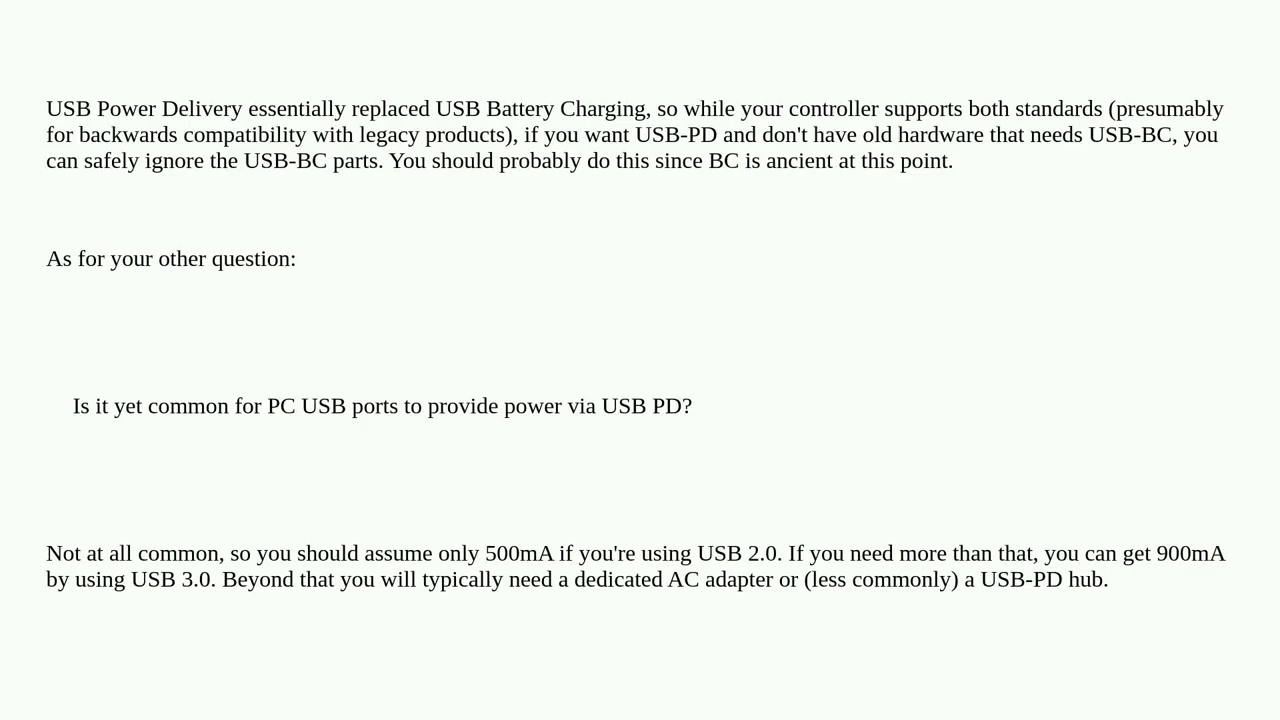 USB Power Delivery essentially replaced USB Battery Charging, so while your controller supports both standards (presumably
for backwards compatibility with legacy products), if you want USB-PD and don't have old hardware that needs USB-BC, you
can safely ignore the USB-BC parts. You should probably do this since BC is ancient at this point.
As for your other question:
Is it yet common for PC USB ports to provide power via USB PD?
Not at all common, so you should assume only 500mA if you're using USB 2.0. If you need more than that, you can get 900mA
by using USB 3.0. Beyond that you will typically need a dedicated AC adapter or (less commonly) a USB-PD hub.